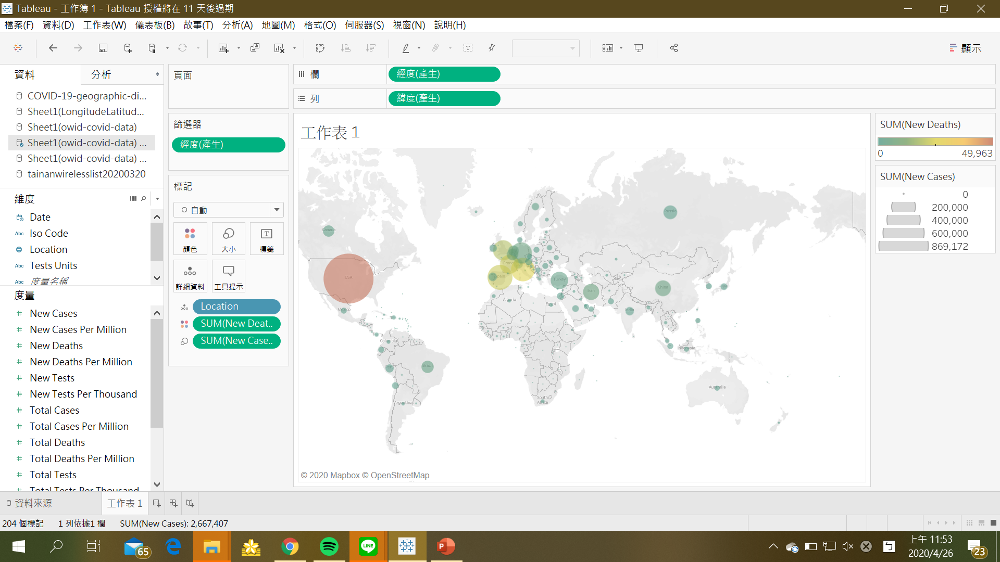 Tableau - 工作簿 1 - Tableau 授權將在 11 天後過期
檔案(F) 資料(D) 工作表(W) 儀表板(B) 故事(T) 分析(A) 地圖(M) 格式(O) 伺服器(S) 視窗(N) 說明(H)
顯示
資料 分析
COVID-19-geographic-di...
Sheet1(LongitudeLatitud...
Sheet1(owid-covid-data)
Sheet1(owid-covid-data) ...
Sheet1(owid-covid-data) ...
tainanwirelesslist20200320
維度
Date
Abc Iso Code
Location
Abc Tests Units
Abc 度量名稱
度量
# New Cases
# New Cases Per Million
# New Deaths
# New Deaths Per Million
# New Tests
# New Tests Per Thousand
# Total Cases
# Total Cases Per Million
# Total Deaths
# Total Deaths Per Million
# Total Tests
# Total Tests Per Thousand
頁面
篩選器
經度(產生)
標記
自動
顏色 大小 標籤
詳細資料 工具提示
Location
SUM(New Deat..
SUM(New Case..
欄 經度(產生)
列 緯度(產生)
工作表 1
Canada
USA
Mexico
Colombia
Peru
Brazil
Argentina
France
Spain
Algeria
Egypt
Turkey
Iran
Russia
China
Japan
India
Indonesia
Australia
South
Africa
© 2020 Mapbox © OpenStreetMap
SUM(New Deaths)
0 49,963
SUM(New Cases)
0
200,000
400,000
600,000
869,172
資料來源 工作表 1
204 個標記 1 列依據1 欄 SUM(New Cases): 2,667,407
65
LINE
P
ㄅ
上午 11:53
2020/4/26
23